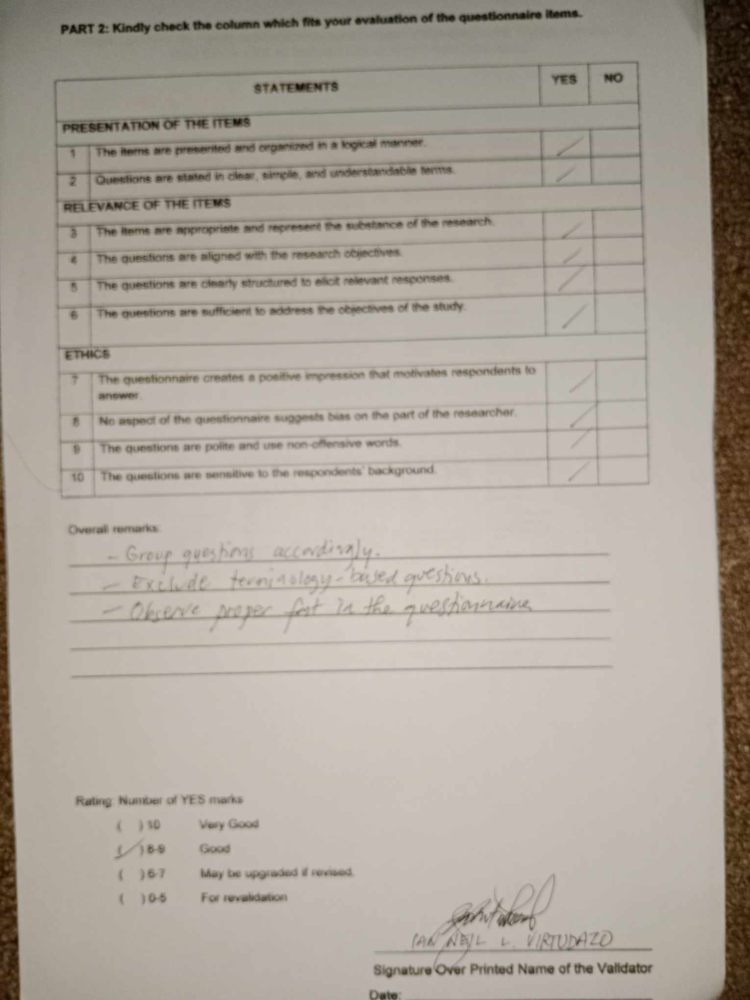 PART 2: Kindly check the column which fits your evaluation of the questionnaire items.
STATEMENTS YES NO
PRESENTATION OF THE ITEMS
1 The items are presented and organized in a logical manner. /
2 Questions are stated in clear, simple, and understandable terms. /
RELEVANCE OF THE ITEMS
3 The items are appropriate and represent the substance of the research. /
4 The questions are aligned with the research objectives. /
5 The questions are clearly structured to elicit relevant responses. /
6 The questions are sufficient to address the objectives of the study. /
ETHICS
7 The questionnaire creates a positive impression that motivates respondents to /
answer.
8 No aspect of the questionnaire suggests bias on the part of the researcher. /
9 The questions are polite and use non-offensive words. /
10 The questions are sensitive to the respondents' background. /
Overall remarks:
- Group questions accordingly.
- Exclude terminology-based questions.
- Observe proper font in the questionnaire
Rating: Number of YES marks
( ) 10 Very Good
(✓) 8-9 Good
( ) 6-7 May be upgraded if revised.
( ) 0-5 For revalidation
IAN NEIL L. VIRTUDAZO
Signature Over Printed Name of the Validator
Date: